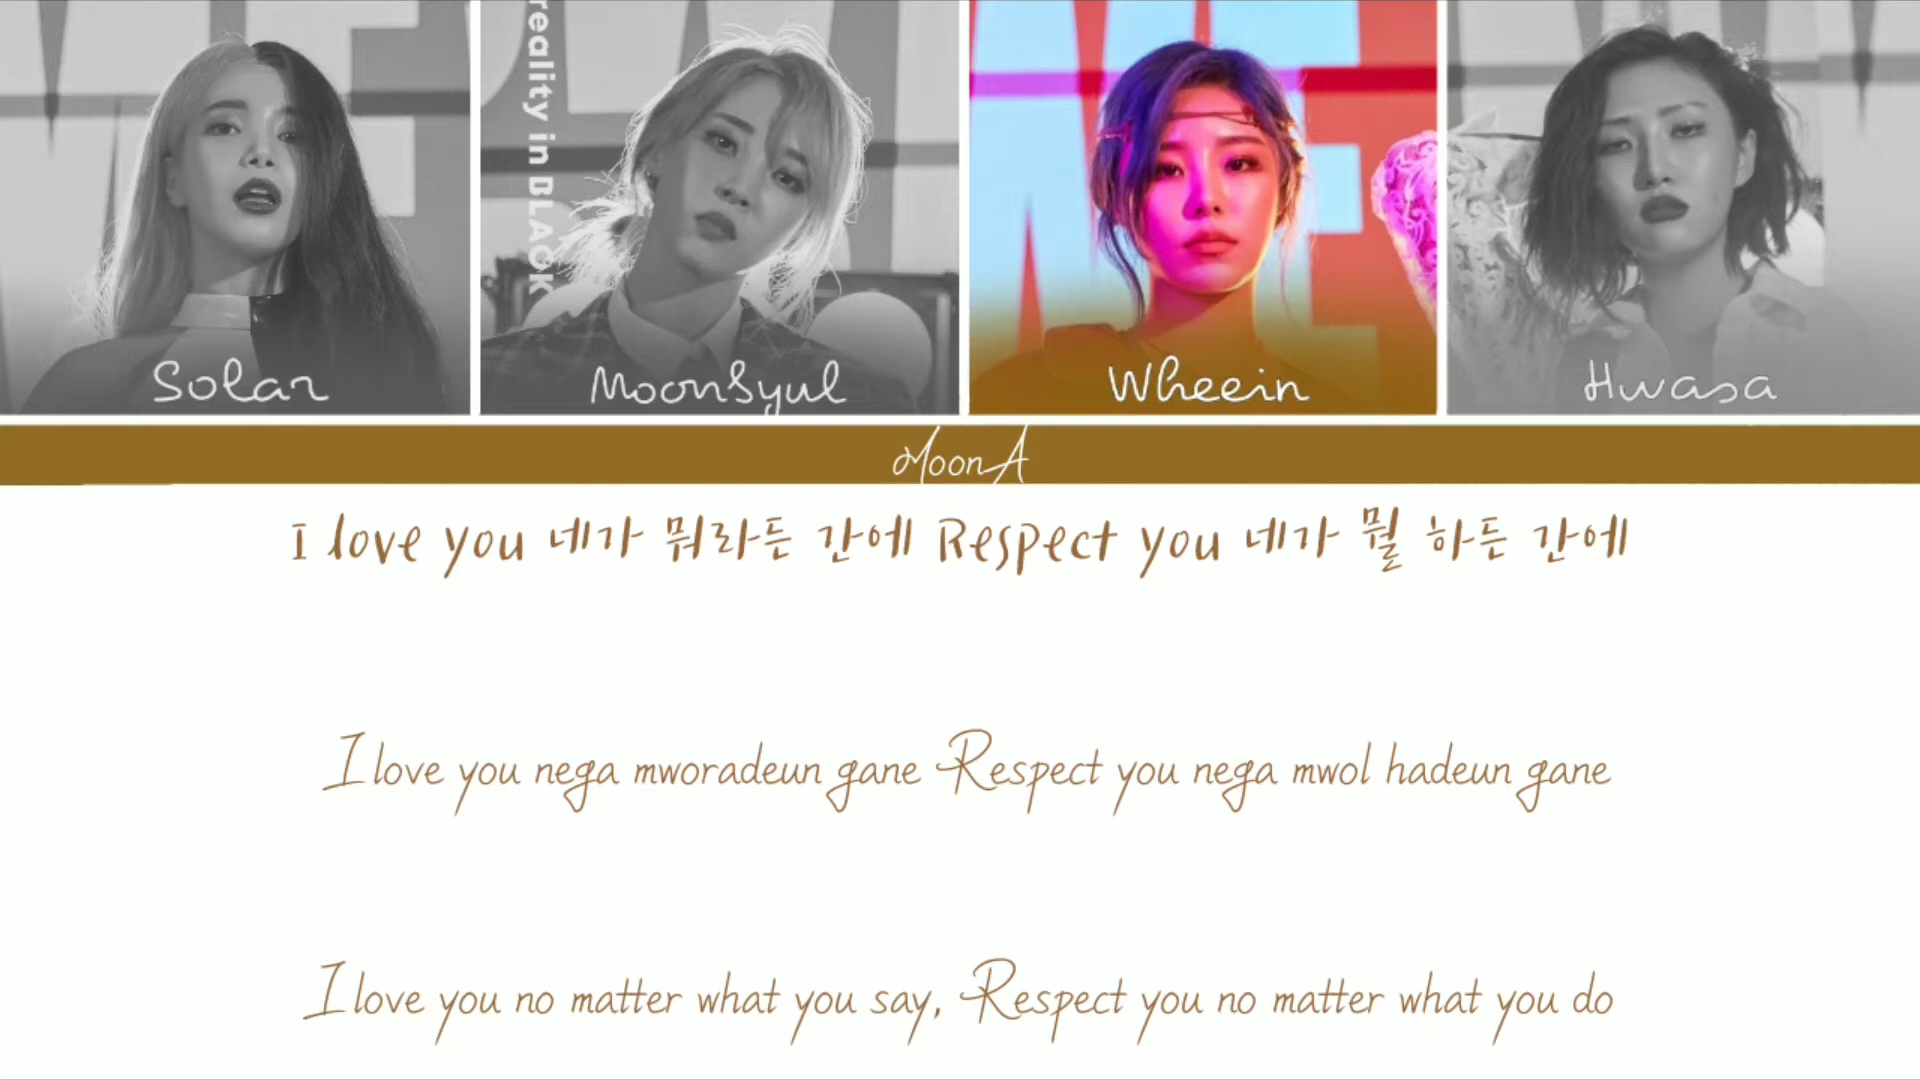 reality in BLACK
Solar
MoonByul
Wheein
Hwasa
MoonA
I love you 네가 뭐라든 간에 Respect you 네가 뭘 하든 간에
I love you nega mworadeun gane Respect you nega mwol hadeun gane
I love you no matter what you say, Respect you no matter what you do